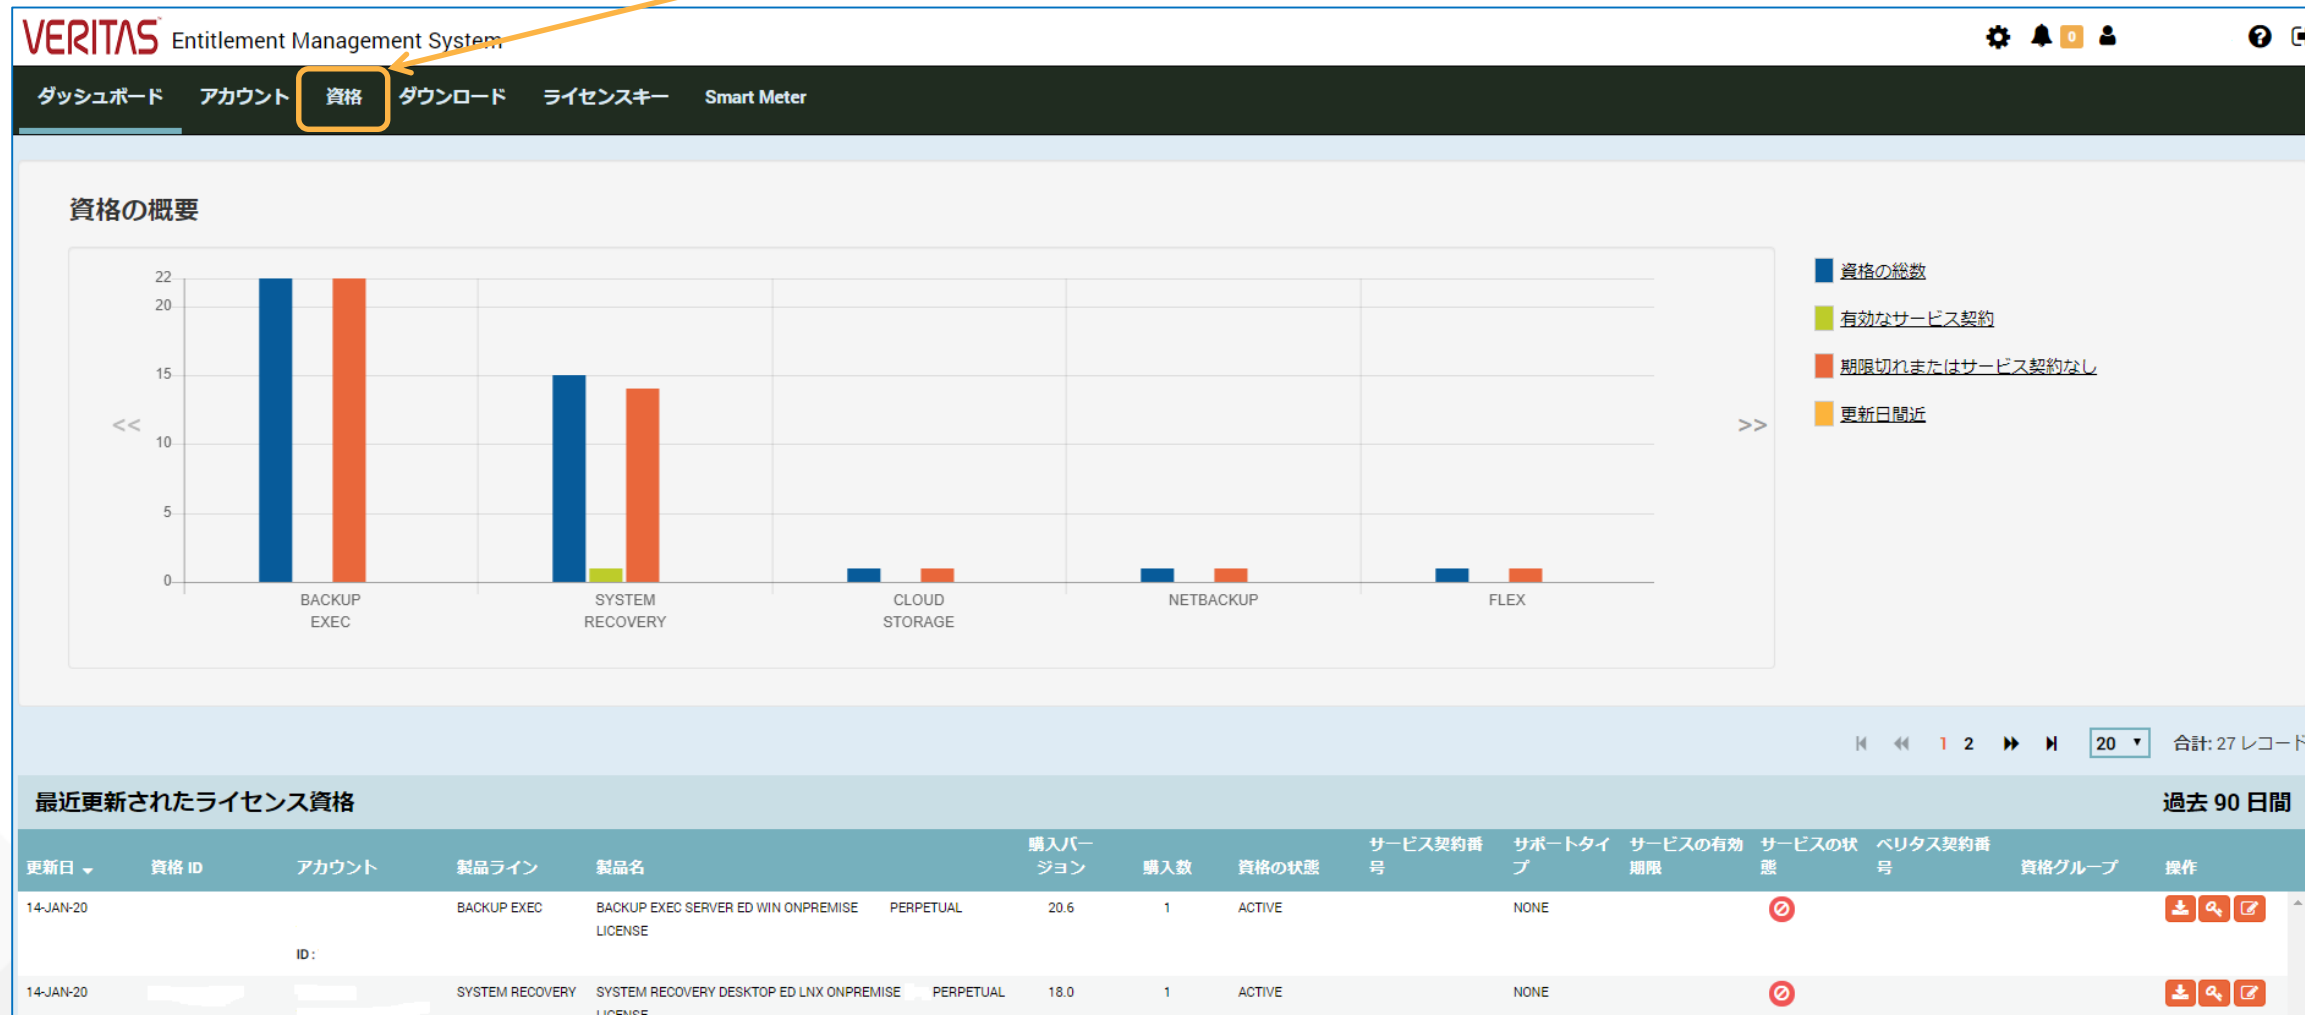 VERITAS Entitlement Management System
0
ダッシュボード アカウント 資格 ダウンロード ライセンスキー Smart Meter
資格の概要
22
20
15
10
5
0
<<
>>
BACKUP EXEC
SYSTEM RECOVERY
CLOUD STORAGE
NETBACKUP
FLEX
資格の総数
有効なサービス契約
期限切れまたはサービス契約なし
更新日間近
1 2 20 合計: 27 レコード
最近更新されたライセンス資格 過去 90 日間
更新日 資格 ID アカウント 製品ライン 製品名 購入バージョン 購入数 資格の状態 サービス契約番号 サポートタイプ サービスの有効期限 サービスの状態 ベリタス契約番号 資格グループ 操作
14-JAN-20 BACKUP EXEC BACKUP EXEC SERVER ED WIN ONPREMISE PERPETUAL 20.6 1 ACTIVE NONE
LICENSE
ID :
14-JAN-20 SYSTEM RECOVERY SYSTEM RECOVERY DESKTOP ED LNX ONPREMISE PERPETUAL 18.0 1 ACTIVE NONE
LICENSE